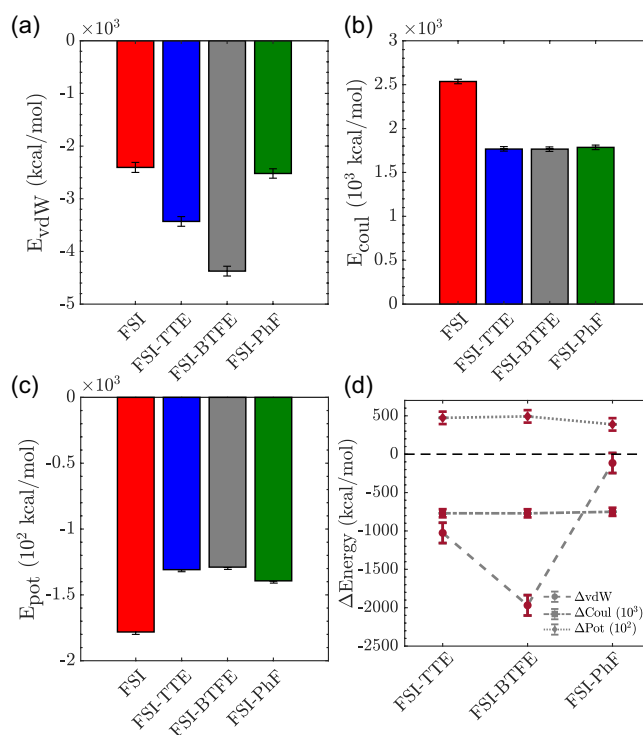 (a)
×10³
0
-1
-2
-3
-4
-5
E_vdW (kcal/mol)
FSI
FSI-TTE
FSI-BTFE
FSI-PhF
(b)
×10³
3
2.5
2
1.5
1
0.5
0
E_coul (10³ kcal/mol)
FSI
FSI-TTE
FSI-BTFE
FSI-PhF
(c)
×10³
0
-0.5
-1
-1.5
-2
E_pot (10² kcal/mol)
FSI
FSI-TTE
FSI-BTFE
FSI-PhF
(d)
500
0
-500
-1000
-1500
-2000
-2500
ΔEnergy (kcal/mol)
ΔvdW
ΔCoul (10³)
ΔPot (10²)
FSI-TTE
FSI-BTFE
FSI-PhF